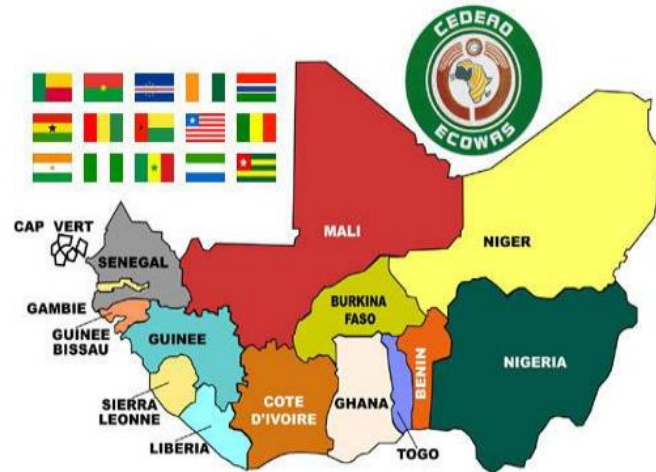 CEDEAO
ECOWAS
CAP VERT
MALI
NIGER
SENEGAL
BURKINA
FASO
GAMBIE
GUINEE
BISSAU
GUINEE
NIGERIA
BENIN
SIERRA
LEONNE
COTE
D'IVOIRE
GHANA
LIBERIA
TOGO